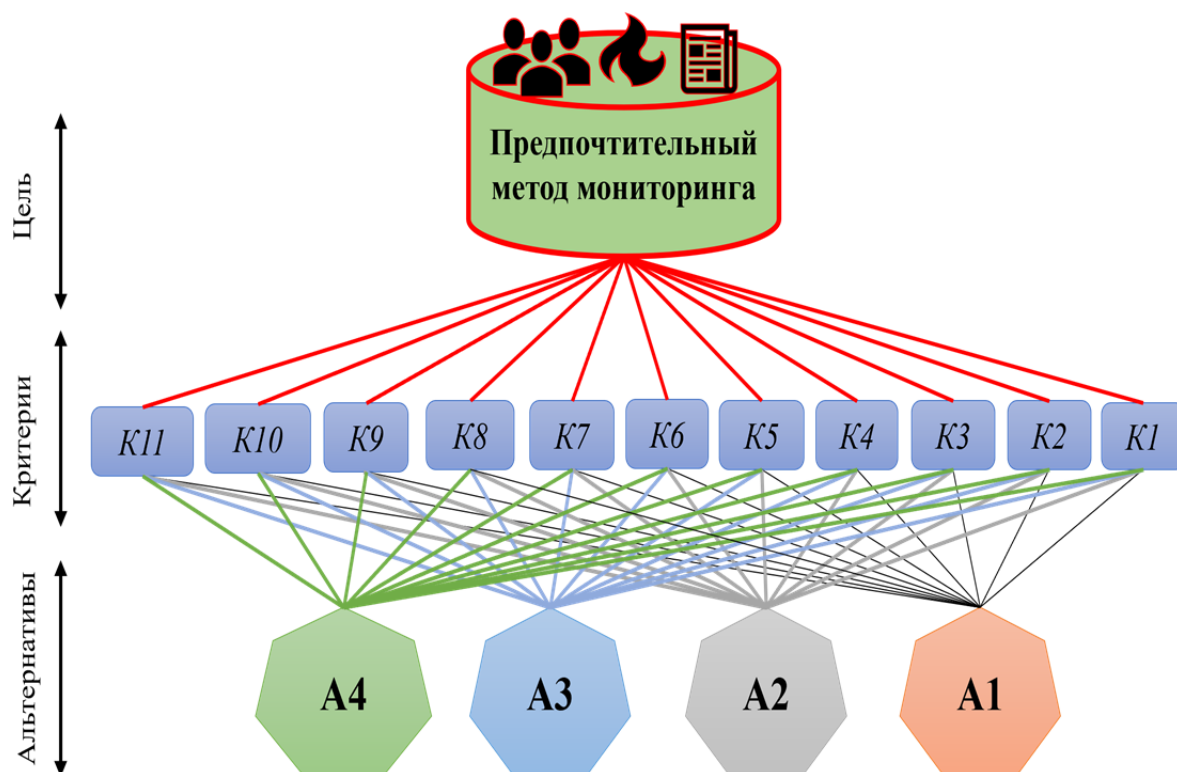 Предпочтительный
метод мониторинга
Цель
Критерии
К11 К10 К9 К8 К7 К6 К5 К4 К3 К2 К1
Альтернативы
А4 А3 А2 А1